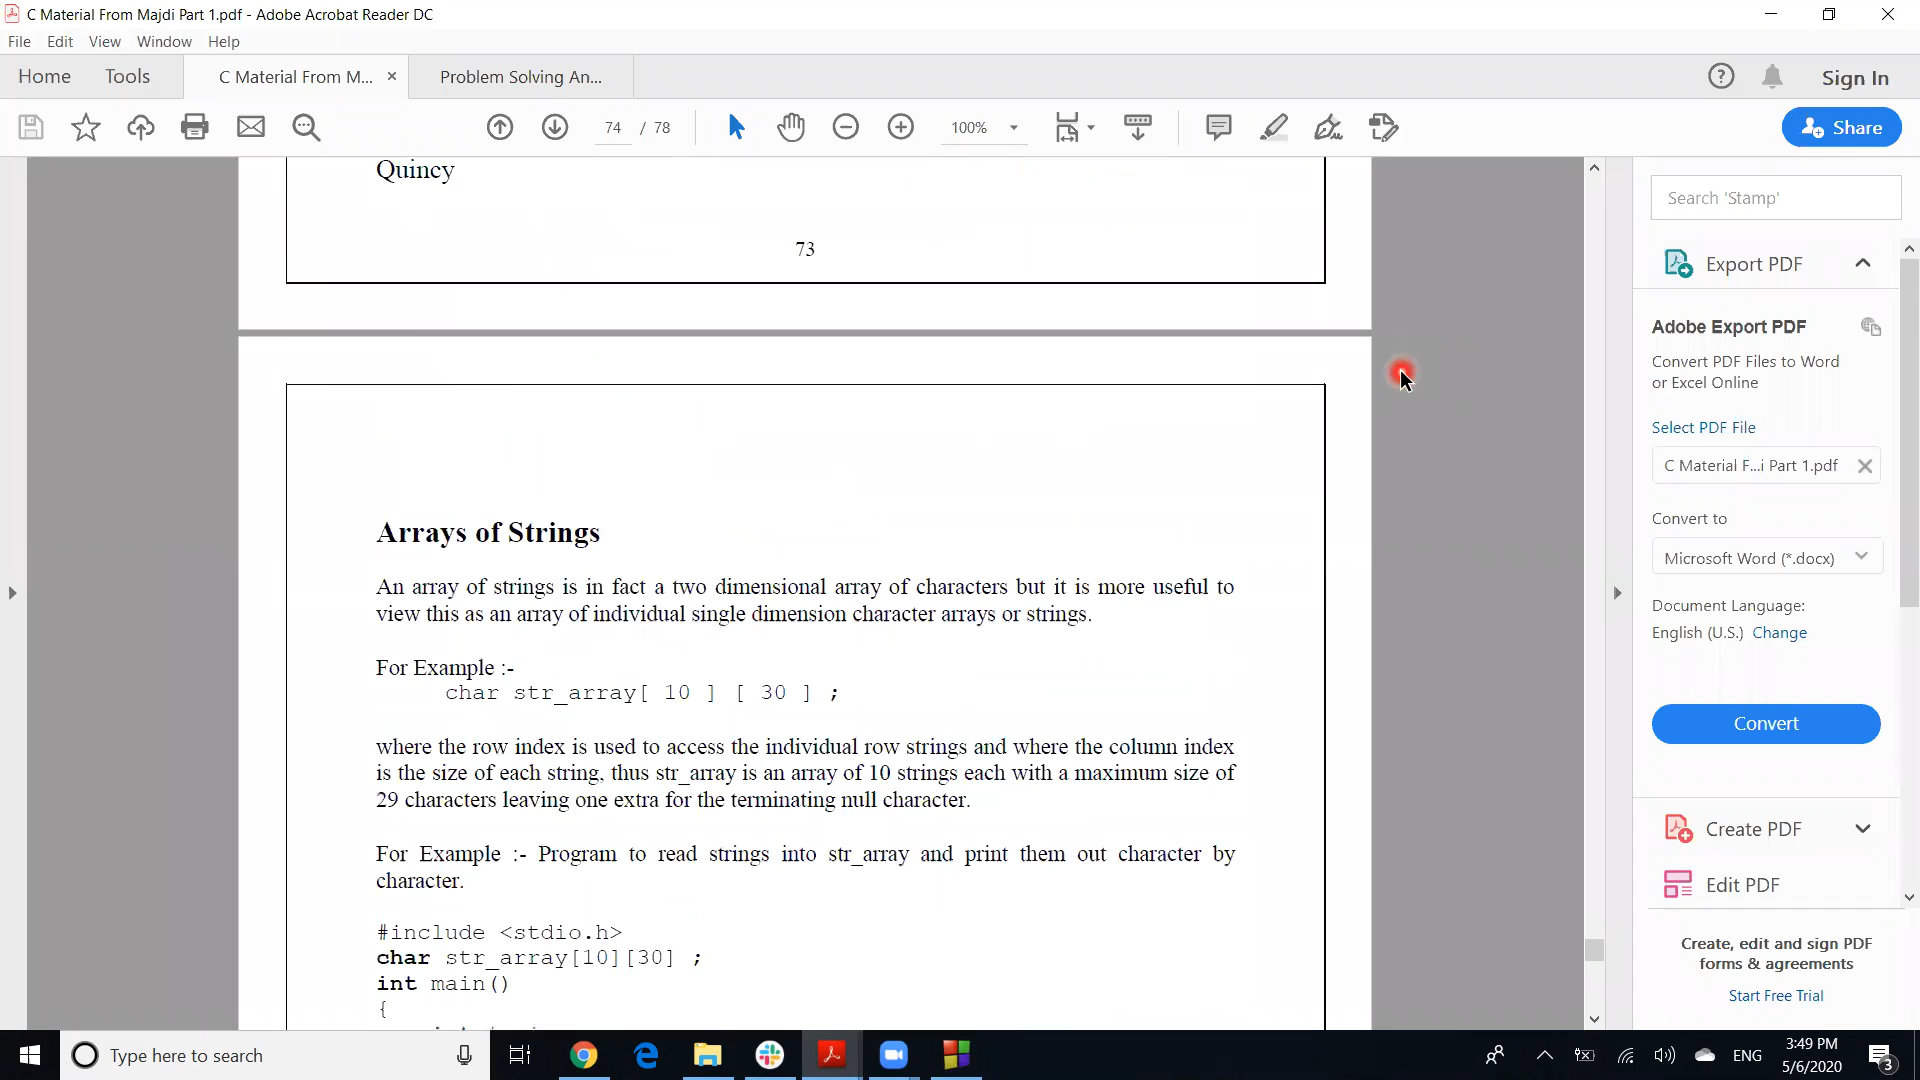 C Material From Majdi Part 1.pdf - Adobe Acrobat Reader DC
File Edit View Window Help
Home Tools C Material From M... × Problem Solving An... Sign In
74 / 78 100% Share
Quincy
73
Arrays of Strings
An array of strings is in fact a two dimensional array of characters but it is more useful to
view this as an array of individual single dimension character arrays or strings.
For Example :-
char str_array[ 10 ] [ 30 ] ;
where the row index is used to access the individual row strings and where the column index
is the size of each string, thus str_array is an array of 10 strings each with a maximum size of
29 characters leaving one extra for the terminating null character.
For Example :- Program to read strings into str_array and print them out character by
character.
#include <stdio.h>
char str_array[10][30] ;
int main()
{
Search 'Stamp'
Export PDF
Adobe Export PDF
Convert PDF Files to Word
or Excel Online
Select PDF File
C Material F...i Part 1.pdf
Convert to
Microsoft Word (*.docx)
Document Language:
English (U.S.) Change
Convert
Create PDF
Edit PDF
Create, edit and sign PDF
forms & agreements
Start Free Trial
Type here to search
ENG
3:49 PM
5/6/2020
3